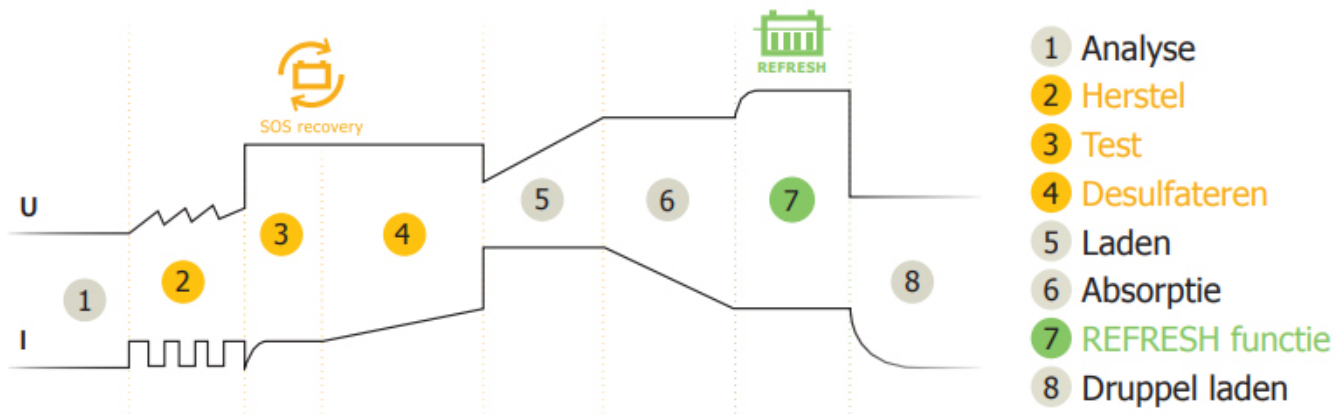 REFRESH
SOS recovery
U
I
1
2
3
4
5
6
7
8
1 Analyse
2 Herstel
3 Test
4 Desulfateren
5 Laden
6 Absorptie
7 REFRESH functie
8 Druppel laden